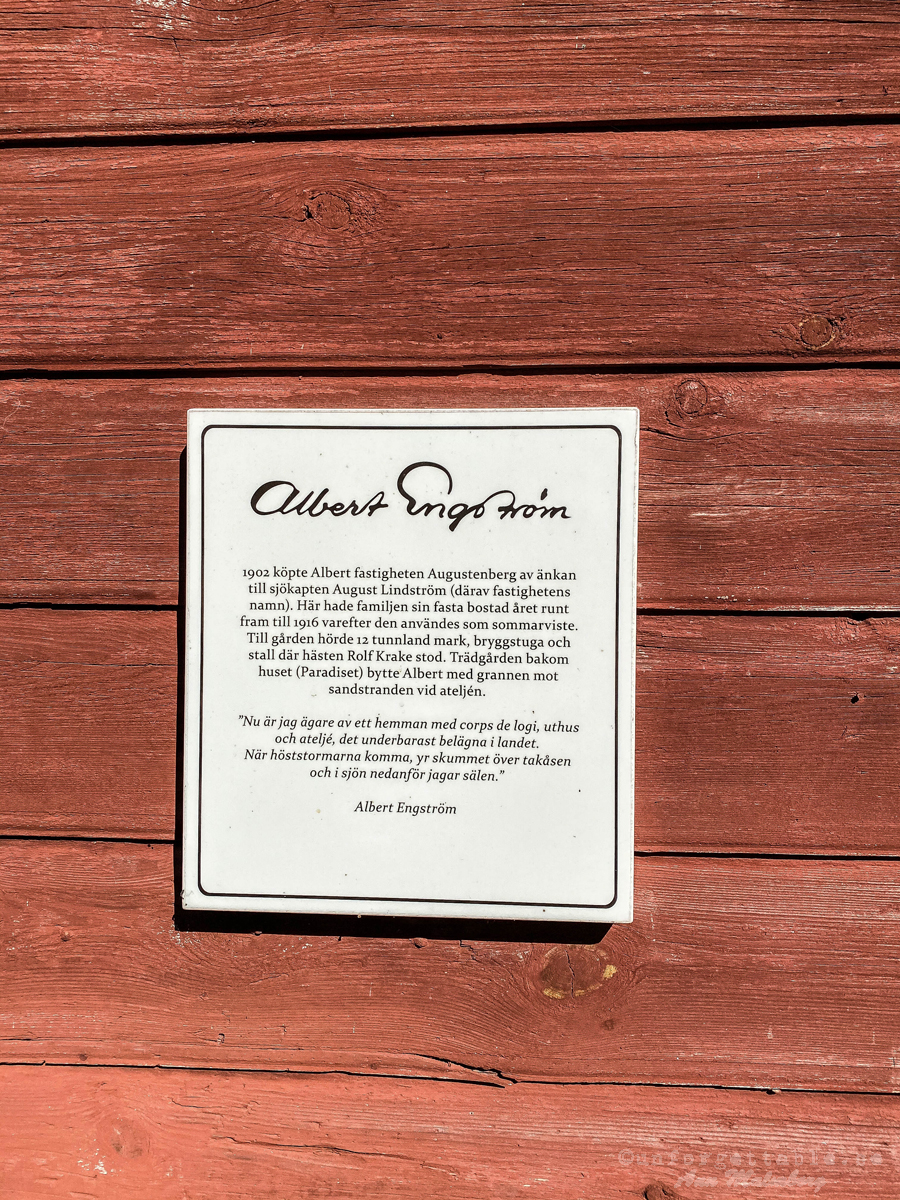 Albert Engström
1902 köpte Albert fastigheten Augustenberg av änkan
till sjökapten August Lindström (därav fastighetens
namn). Här hade familjen sin fasta bostad året runt
fram till 1916 varefter den användes som sommarviste.
Till gården hörde 12 tunnland mark, bryggstuga och
stall där hästen Rolf Krake stod. Trädgården bakom
huset (Paradiset) bytte Albert med grannen mot
sandstranden vid ateljén.
”Nu är jag ägare av ett hemman med corps de logi, uthus
och ateljé, det underbarast belägna i landet.
När höststormarna komma, yr skummet över takåsen
och i sjön nedanför jagar sälen.”
Albert Engström